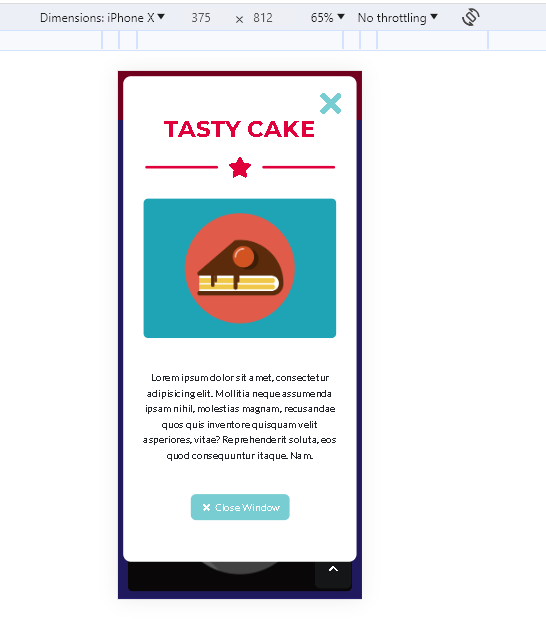 Dimensions: iPhone X 375 × 812 65% No throttling
TASTY CAKE
Lorem ipsum dolor sit amet, consectetur
adipisicing elit. Mollitia neque assumenda
ipsam nihil, molestias magnam, recusandae
quos quis inventore quisquam velit
asperiores, vitae? Reprehenderit soluta, eos
quod consequuntur itaque. Nam.
Close Window